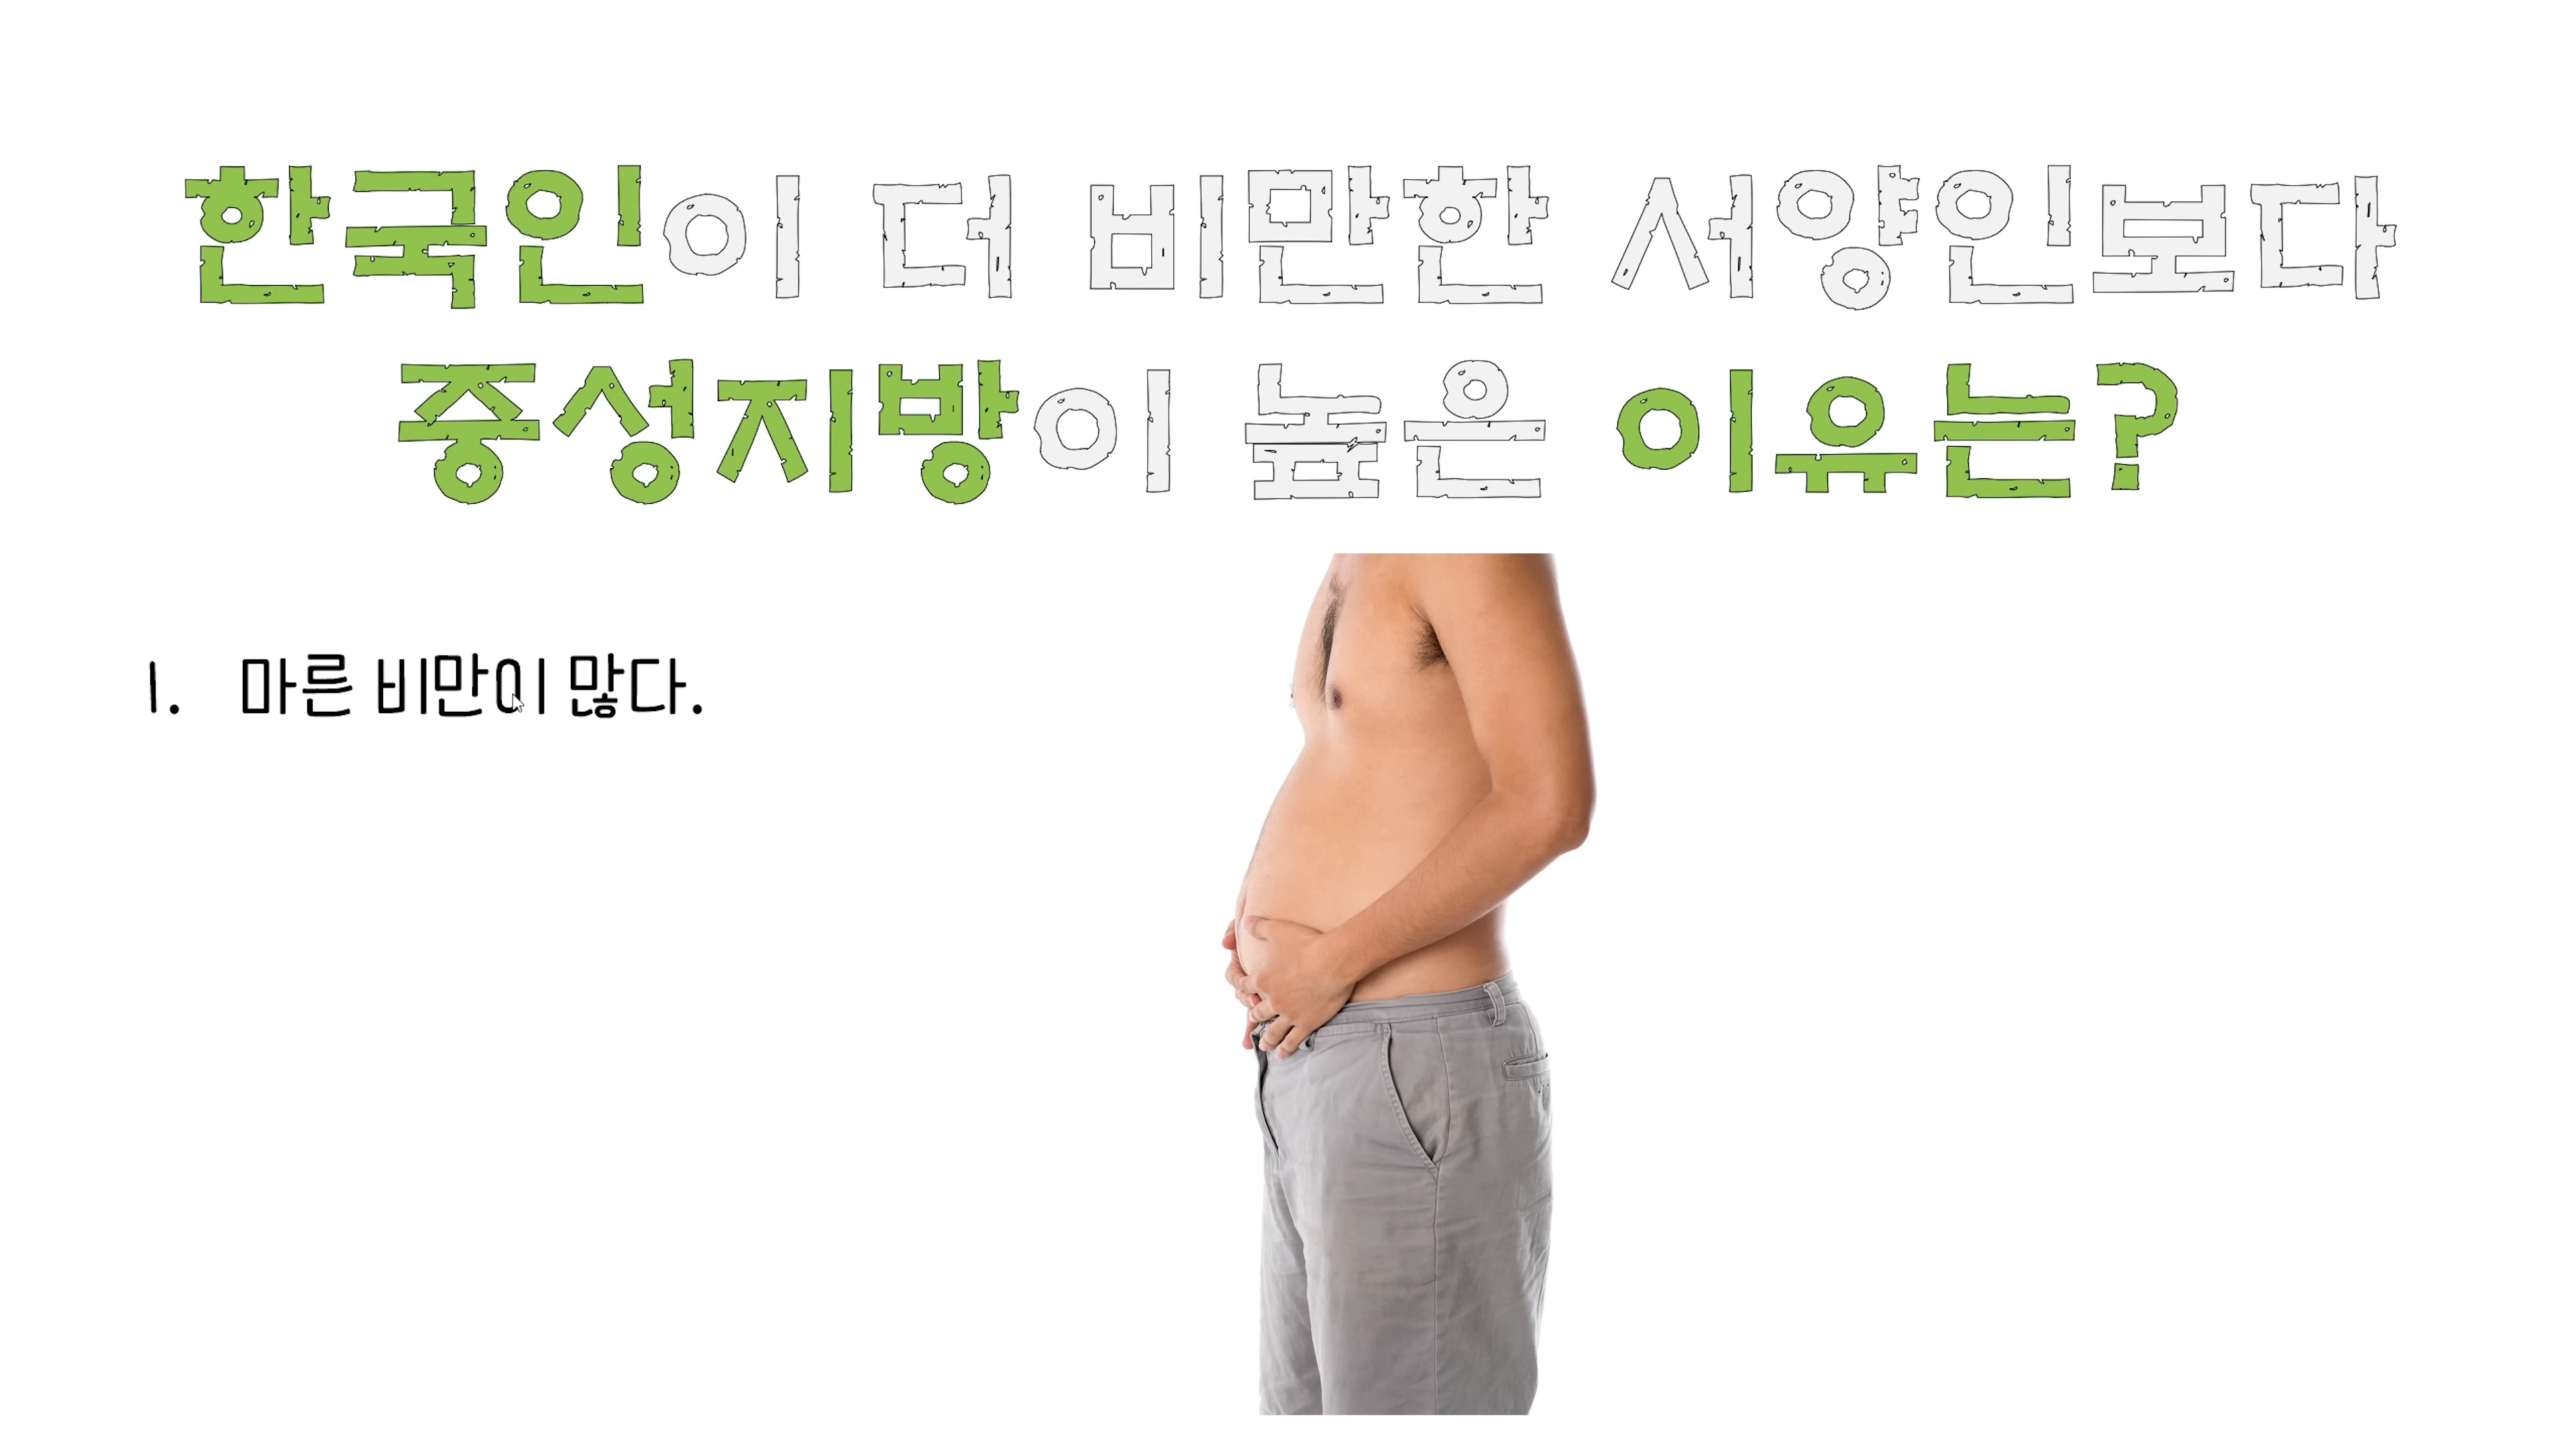 한국인이 더 비만한 서양인보다
중성지방이 높은 이유는?
1. 마른 비만이 많다.